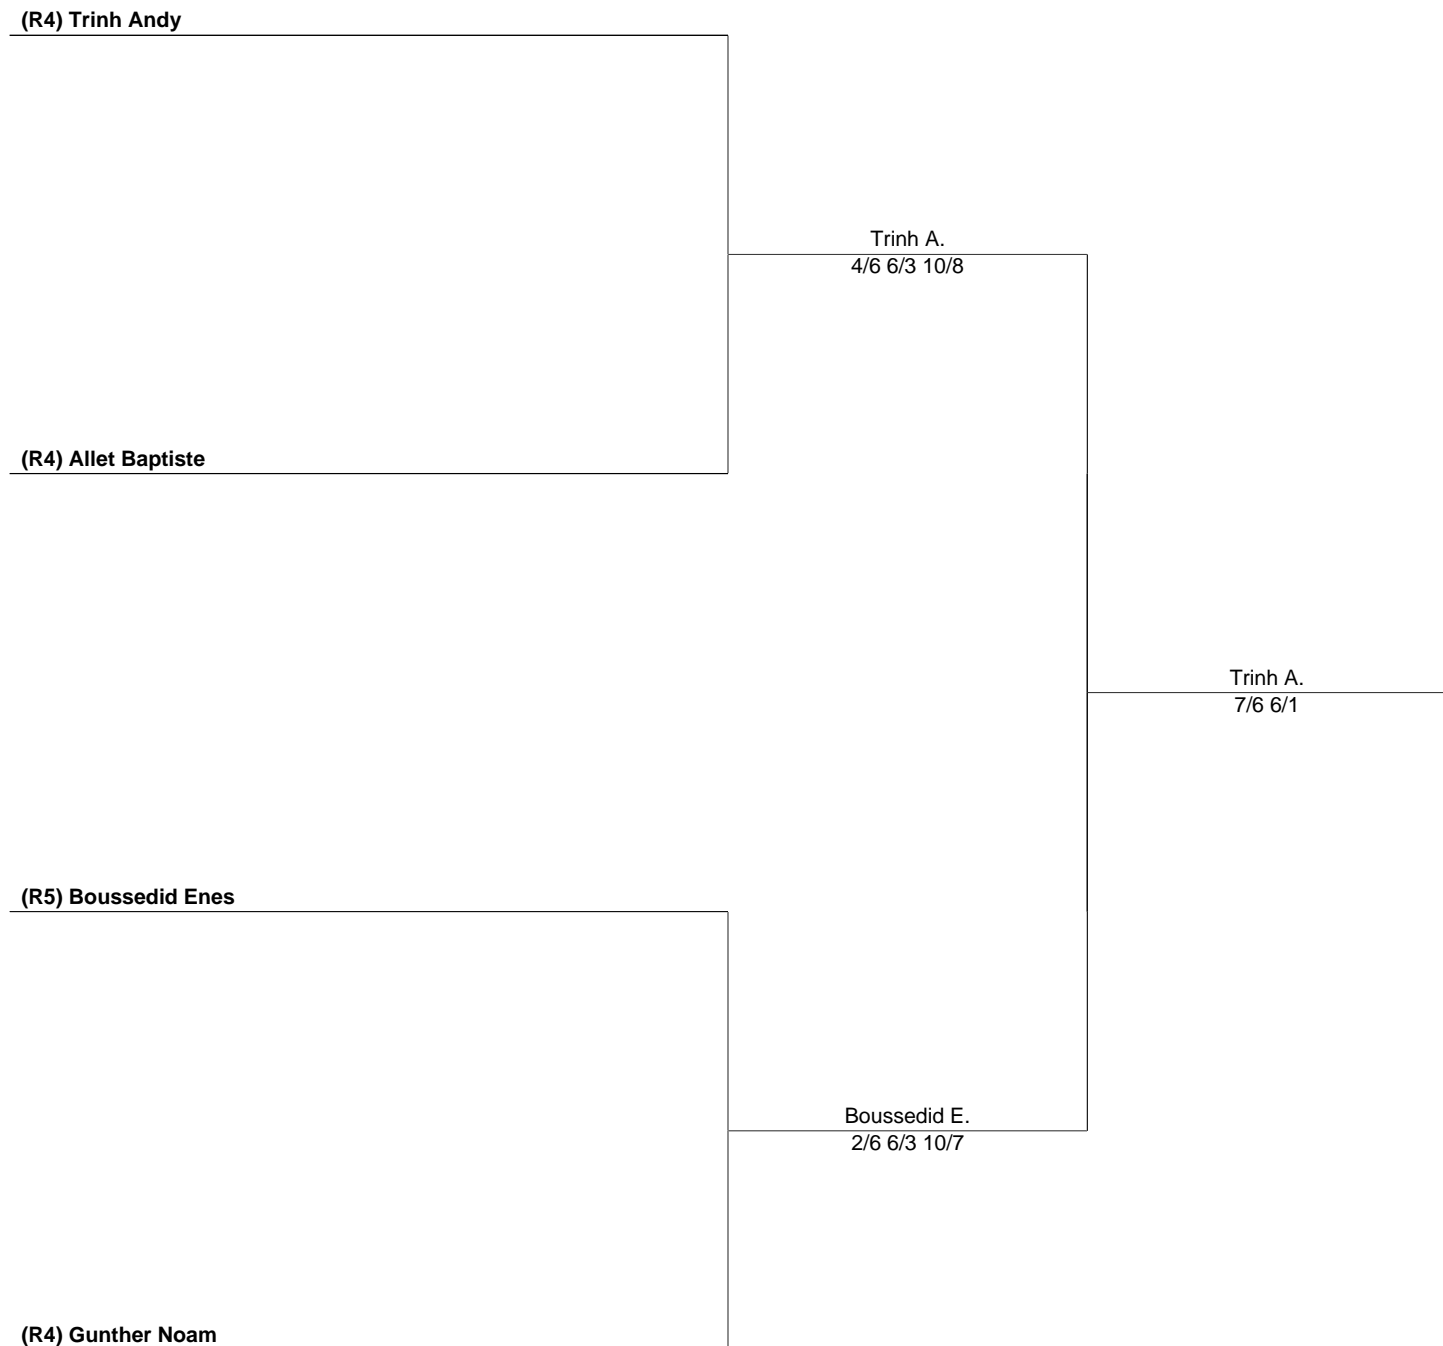 (R4) Trinh Andy
Trinh A.
4/6 6/3 10/8
(R4) Allet Baptiste
Trinh A.
7/6 6/1
(R5) Boussedid Enes
Boussedid E.
2/6 6/3 10/7
(R4) Gunther Noam